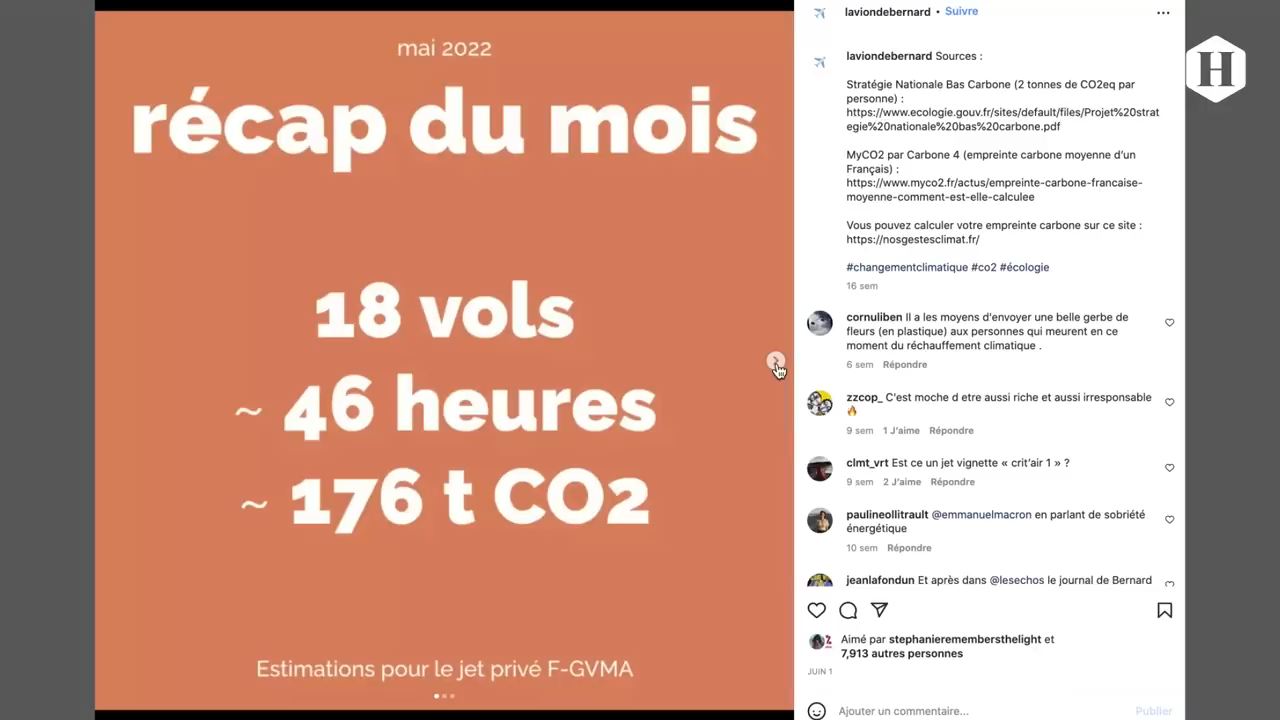 mai 2022
récap du mois
18 vols
~ 46 heures
~ 176 t CO2
Estimations pour le jet privé F-GVMA
laviondebernard • Suivre
laviondebernard Sources :
Stratégie Nationale Bas Carbone (2 tonnes de CO2eq par
personne) :
https://www.ecologie.gouv.fr/sites/default/files/Projet%20strat
egie%20nationale%20bas%20carbone.pdf
MyCO2 par Carbone 4 (empreinte carbone moyenne d'un
Français) :
https://www.myco2.fr/actus/empreinte-carbone-francaise-
moyenne-comment-est-elle-calculee
Vous pouvez calculer votre empreinte carbone sur ce site :
https://nosgestesclimat.fr/
#changementclimatique #co2 #écologie
16 sem
cornuliben Il a les moyens d'envoyer une belle gerbe de
fleurs (en plastique) aux personnes qui meurent en ce
moment du réchauffement climatique .
6 sem Répondre
zzcop_ C'est moche d etre aussi riche et aussi irresponsable
🔥
9 sem 1 J'aime Répondre
clmt_vrt Est ce un jet vignette « crit'air 1 » ?
9 sem 2 J'aime Répondre
paulineollitrault @emmanuelmacron en parlant de sobriété
énergétique
10 sem Répondre
jeanlafondun Et après dans @lesechos le journal de Bernard
Aimé par stephanieremembersthelight et
7,913 autres personnes
JUIN 1
Ajouter un commentaire...
Publier
H